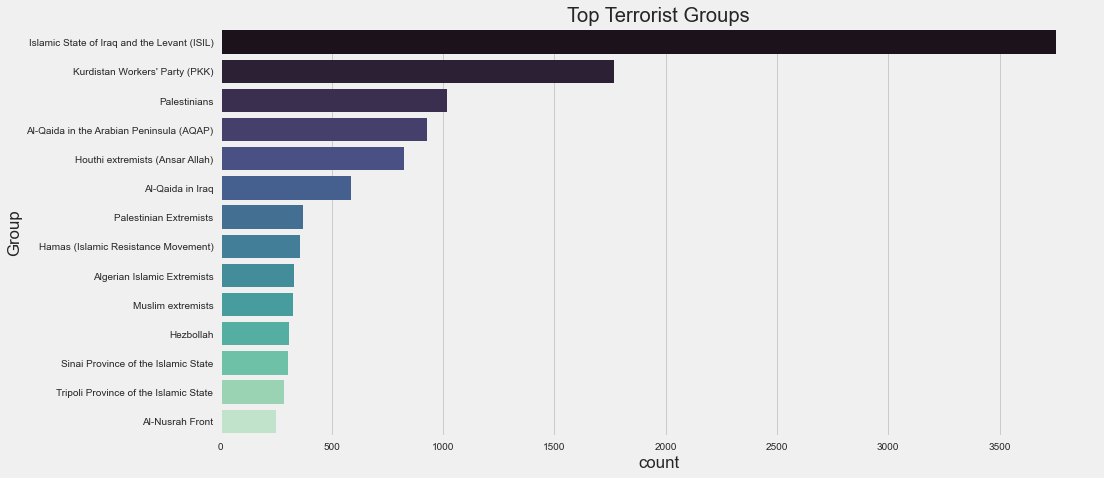 Top Terrorist Groups
Group
Islamic State of Iraq and the Levant (ISIL)
Kurdistan Workers' Party (PKK)
Palestinians
Al-Qaida in the Arabian Peninsula (AQAP)
Houthi extremists (Ansar Allah)
Al-Qaida in Iraq
Palestinian Extremists
Hamas (Islamic Resistance Movement)
Algerian Islamic Extremists
Muslim extremists
Hezbollah
Sinai Province of the Islamic State
Tripoli Province of the Islamic State
Al-Nusrah Front
0 500 1000 1500 2000 2500 3000 3500
count